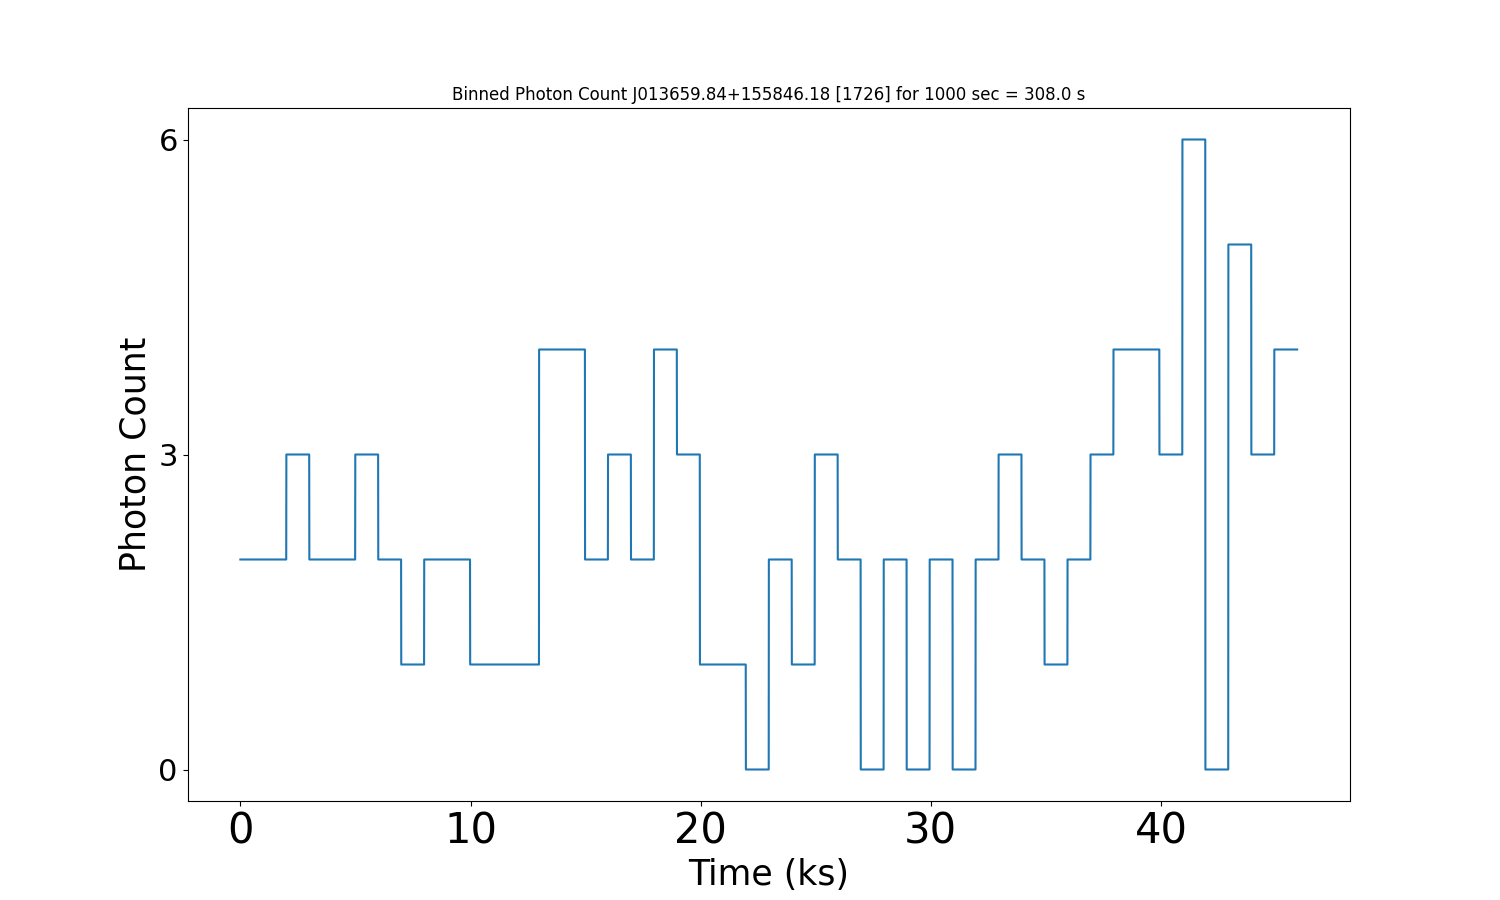 Binned Photon Count J013659.84+155846.18 [1726] for 1000 sec = 308.0 s
6
3
0
Photon Count
0 10 20 30 40
Time (ks)